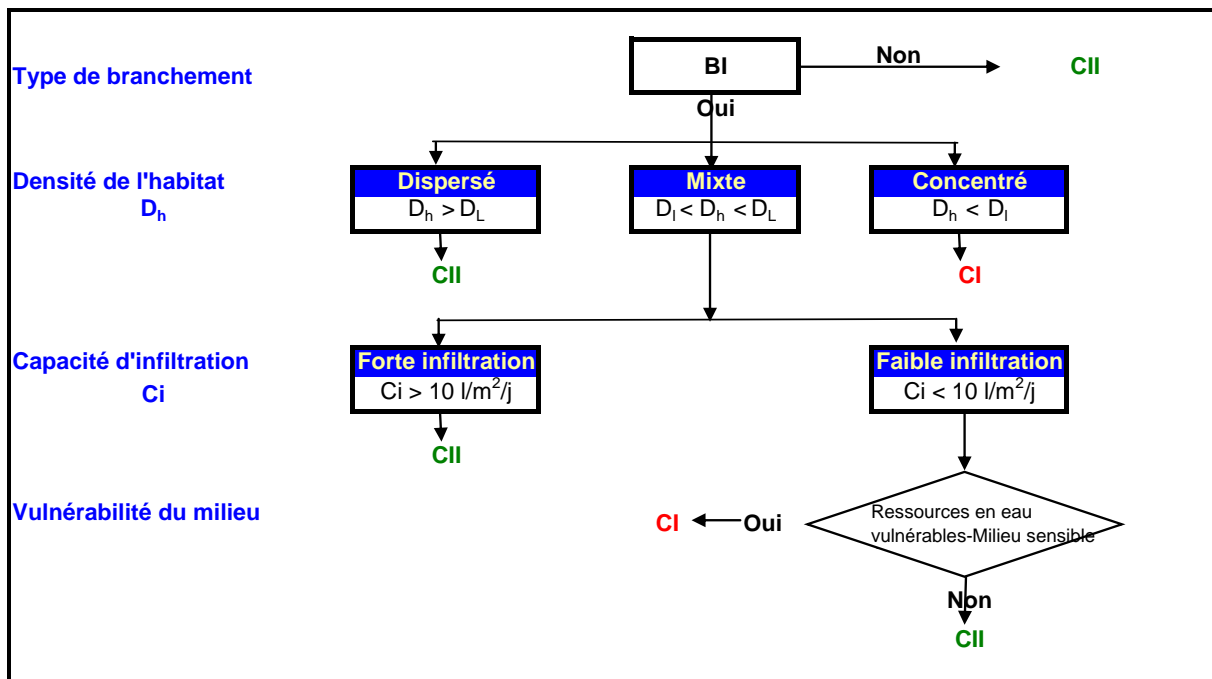 Type de branchement
BI
Non
CII
Oui
Densité de l'habitat
Dh
Dispersé
Dh > DL
Mixte
Dl < Dh < DL
Concentré
Dh < Dl
CII
CI
Capacité d'infiltration
Ci
Forte infiltration
Ci > 10 l/m²/j
Faible infiltration
Ci < 10 l/m²/j
CII
Vulnérabilité du milieu
CI
Oui
Ressources en eau
vulnérables-Milieu sensible
Non
CII